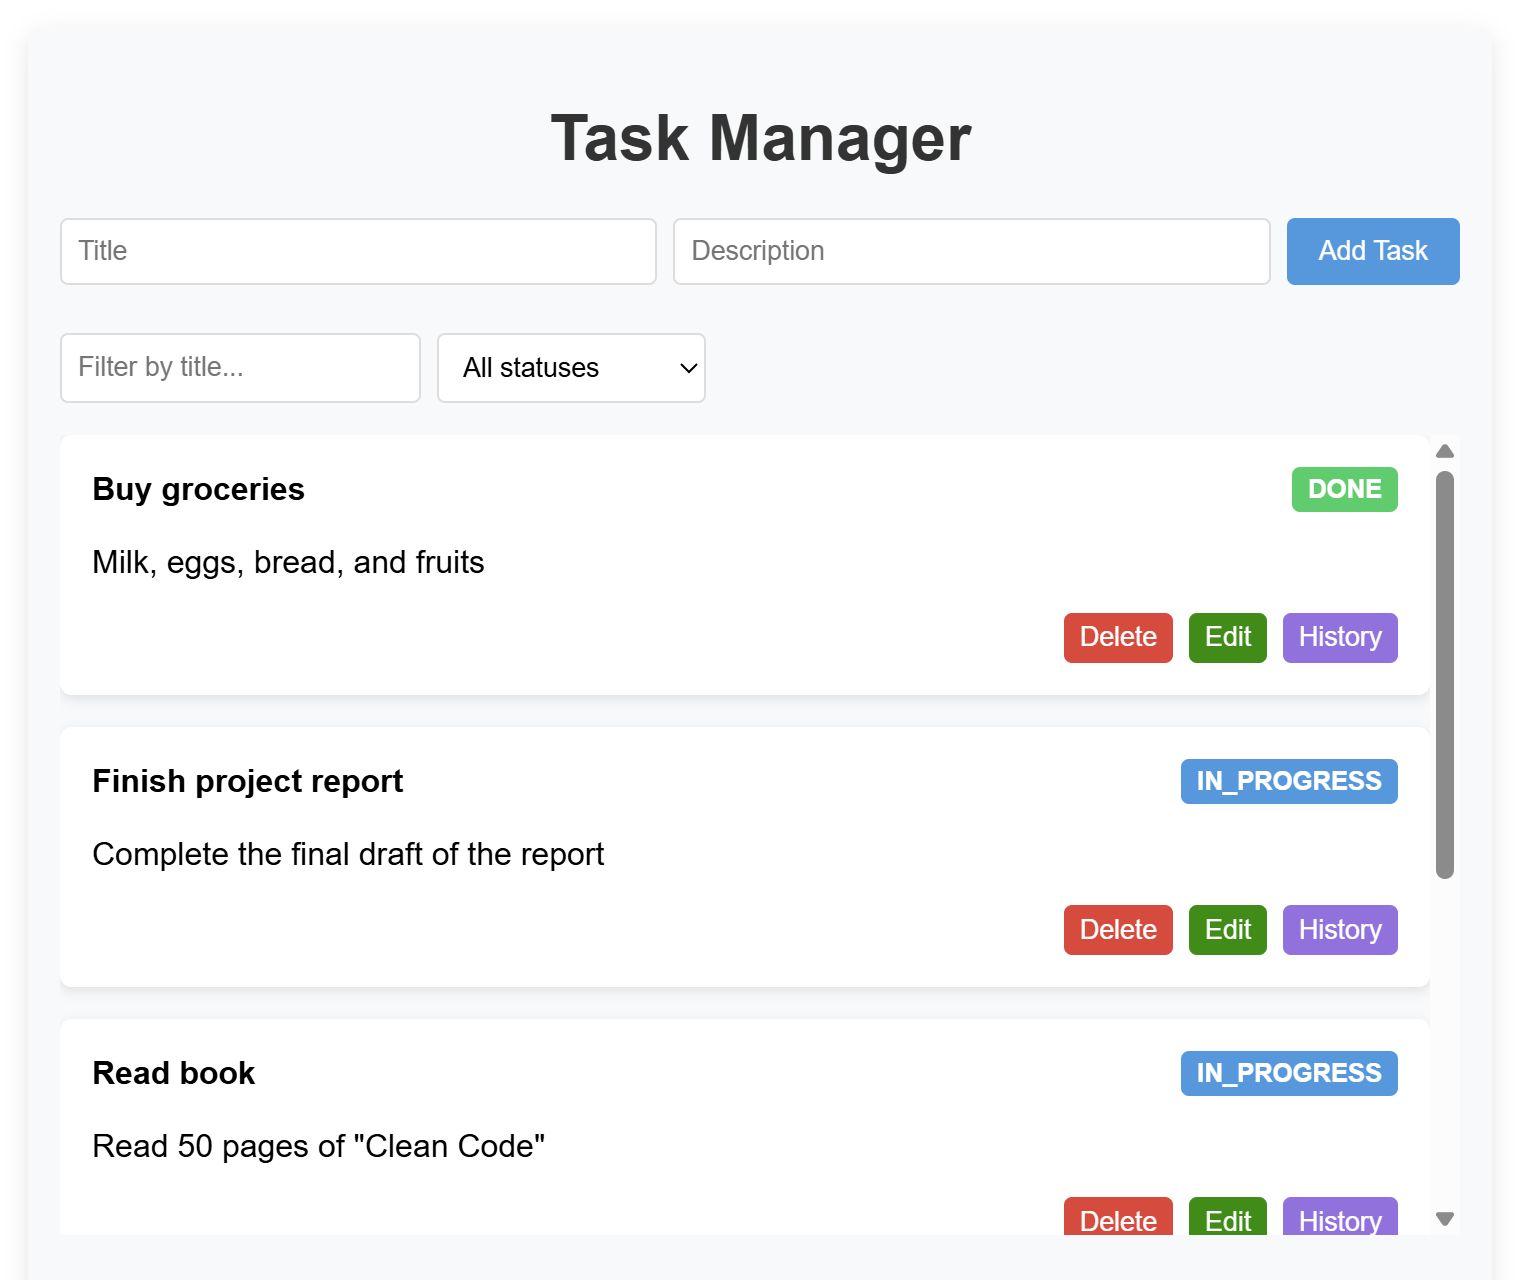 Task Manager
Title
Description
Add Task
Filter by title...
All statuses
Buy groceries
DONE
Milk, eggs, bread, and fruits
Delete
Edit
History
Finish project report
IN_PROGRESS
Complete the final draft of the report
Delete
Edit
History
Read book
IN_PROGRESS
Read 50 pages of "Clean Code"
Delete
Edit
History